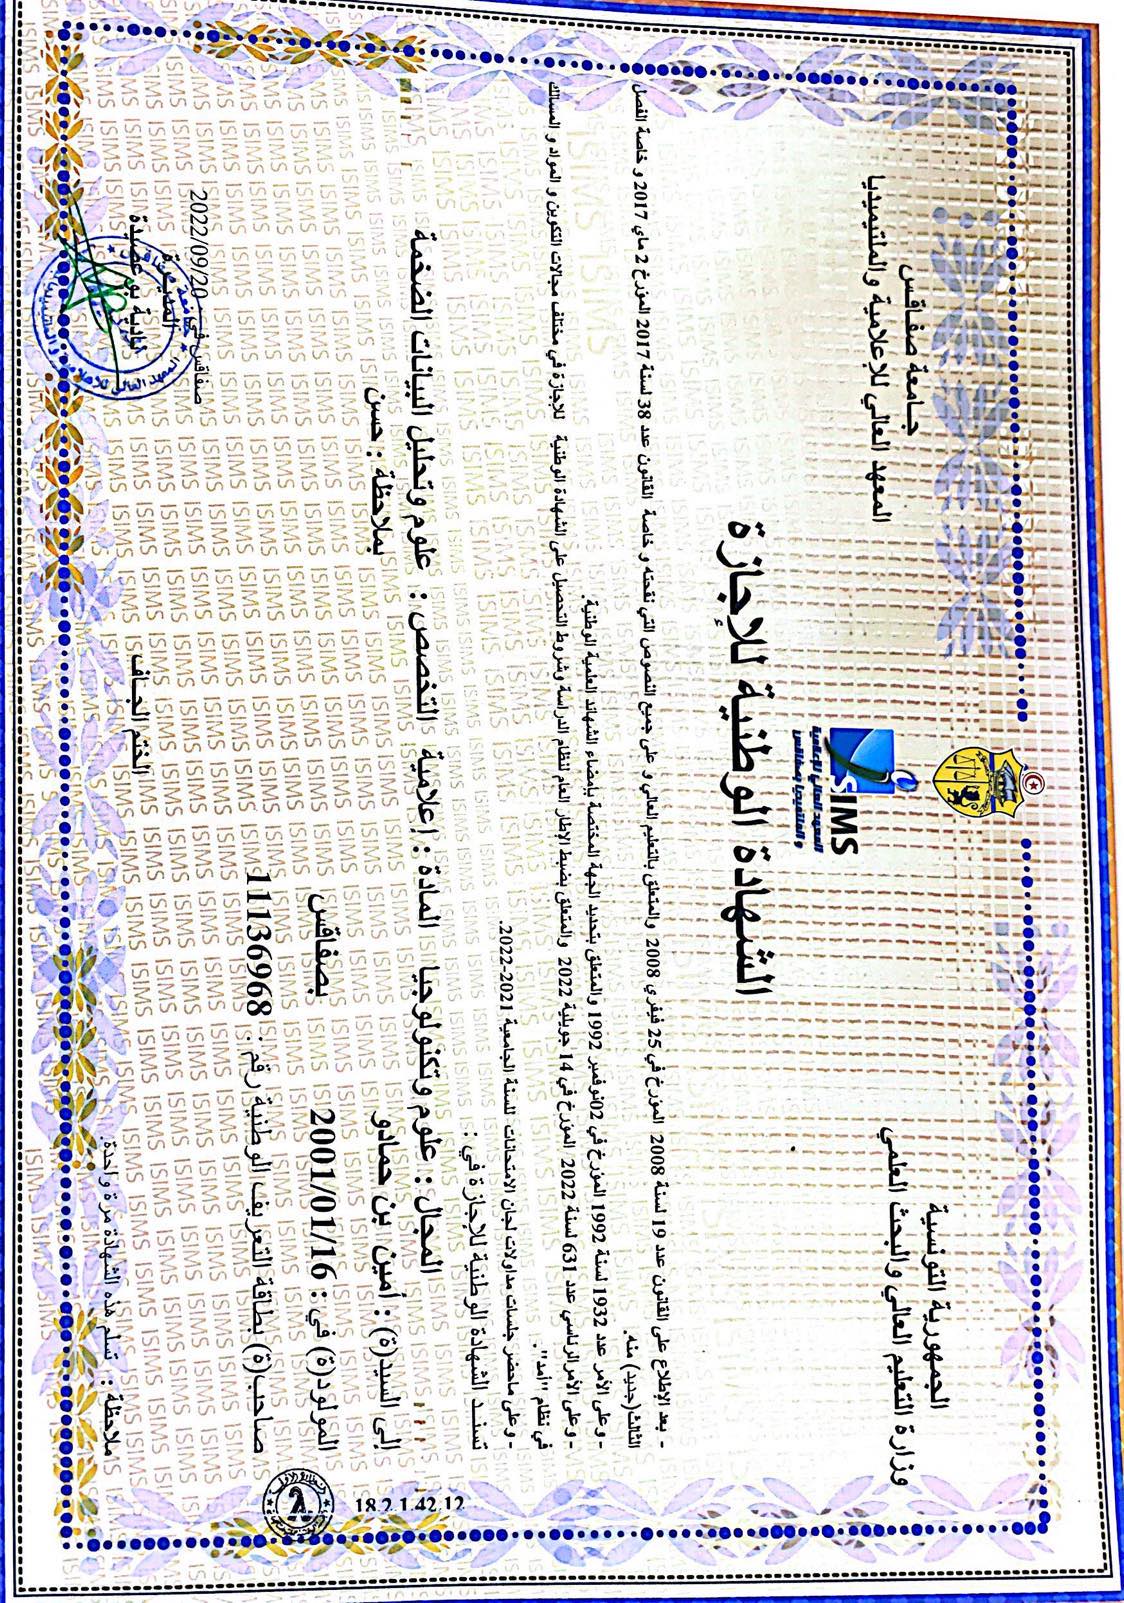 الجمهورية التونسية
وزارة التعليم العالي والبحث العلمي
جــامعة صفـاقـس
المعهد العالي للإعلامية والملتيميديا
ISIMS
المعهد العالي للإعلامية
و الملتيميديا بصفاقس
الشهادة الوطنية للإجازة
- بعد الإطلاع على القانون عدد 19 لسنة 2008 المؤرخ في 25 فيفري 2008 والمتعلق بالتعليم العالي و على جميع النصوص التي نقحته و خاصة القانون عدد 38 لسنة 2017 المؤرخ 2 ماي 2017 و خاصة الفصل
الثالث(جديد) منه.
- وعلى الأمر عدد 1932 لسنة 1992 المؤرخ في 02نوفمبر 1992 والمتعلق بتحديد الجهة المختصة بإمضاء الشهائد العلمية الوطنية.
- وعلى الأمرالرئاسي عدد 631 لسنة 2022 المؤرخ في 14 جويلية 2022 والمتعلق بضبط الإطار العام لنظام الدراسة وشروط التحصيل على الشهادة الوطنية للإجازة في مختلف مجالات التكوين و المواد و المسالك
في نظام "أمد".
- وعلى ماحضر جلسات مداولات لجان الامتحانات للسنة الجامعية 2021-2022.
تسنــد الشهادة الوطنية للإجازة في :
المجال : علوم وتكنولوجيا المادة : إعلامية التخصص : علوم وتحليل البيانات الضخمة
إلى السيد(ة) : أمين بن حمادو بملاحظة : حسن
المولود(ة) في : 2001/01/16 بصفاقس
صاحب(ة) بطاقة التعريف الوطنية رقم : 11136968
18.2.1.42.12
صفاقس في : 2022/09/20
المديـرة
نادية بوعصيدة
الختم الجـاف
ملاحظة : تسلم هذه الشهادة مرة واحدة.